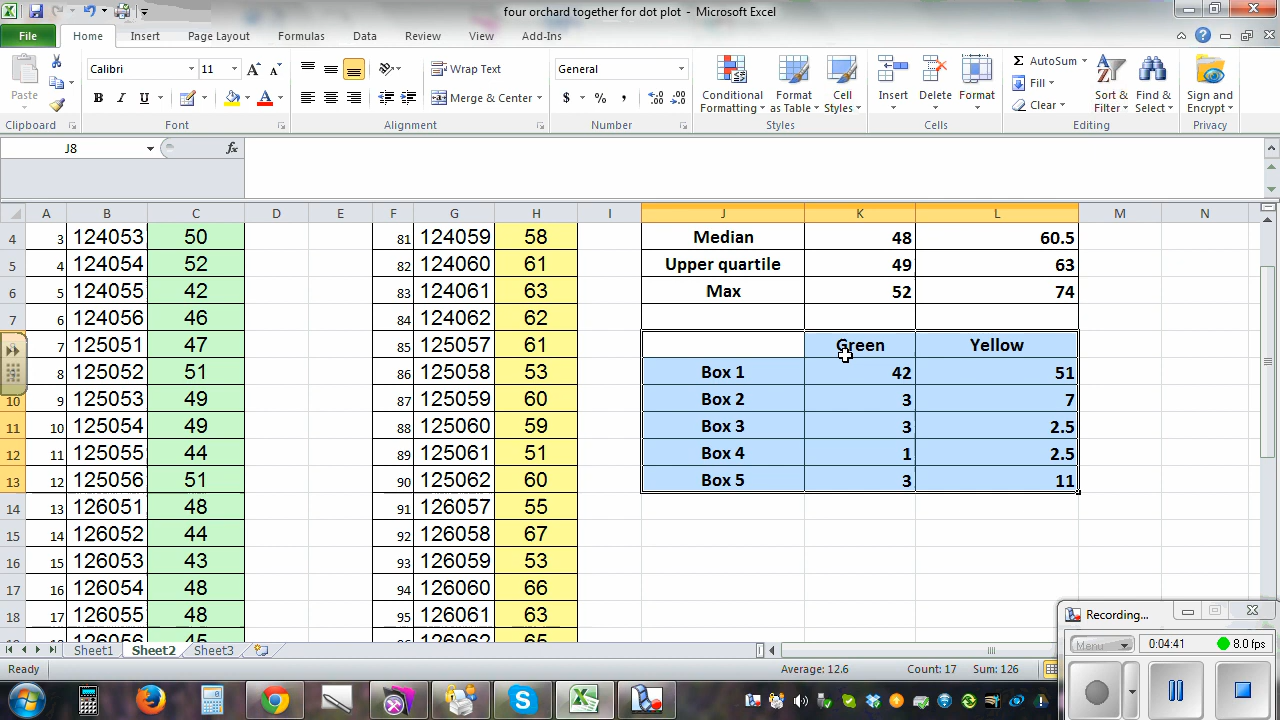 four orchard together for dot plot - Microsoft Excel
File Home Insert Page Layout Formulas Data Review View Add-Ins
Paste
Calibri 11
Wrap Text
General
Conditional Formatting
Format as Table
Cell Styles
Insert Delete Format
AutoSum
Fill
Clear
Sort & Filter
Find & Select
Sign and Encrypt
B I U
Merge & Center
$ % ,
Clipboard Font Alignment Number Styles Cells Editing Privacy
J8 fx
A B C D E F G H I J K L M N
4 3 124053 50 81 124059 58 Median 48 60.5
5 4 124054 52 82 124060 61 Upper quartile 49 63
6 5 124055 42 83 124061 63 Max 52 74
7 6 124056 46 84 124062 62
7 125051 47 85 125057 61 Green Yellow
8 125052 51 86 125058 53 Box 1 42 51
10 9 125053 49 87 125059 60 Box 2 3 7
11 10 125054 49 88 125060 59 Box 3 3 2.5
12 11 125055 44 89 125061 51 Box 4 1 2.5
13 12 125056 51 90 125062 60 Box 5 3 11
14 13 126051 48 91 126057 55
15 14 126052 44 92 126058 67
16 15 126053 43 93 126059 53
17 16 126054 48 94 126060 66
18 17 126055 48 95 126061 63
126056 45 126062 65
Recording...
Menu 0:04:41 8.0 fps
Sheet1 Sheet2 Sheet3
Ready Average: 12.6 Count: 17 Sum: 126